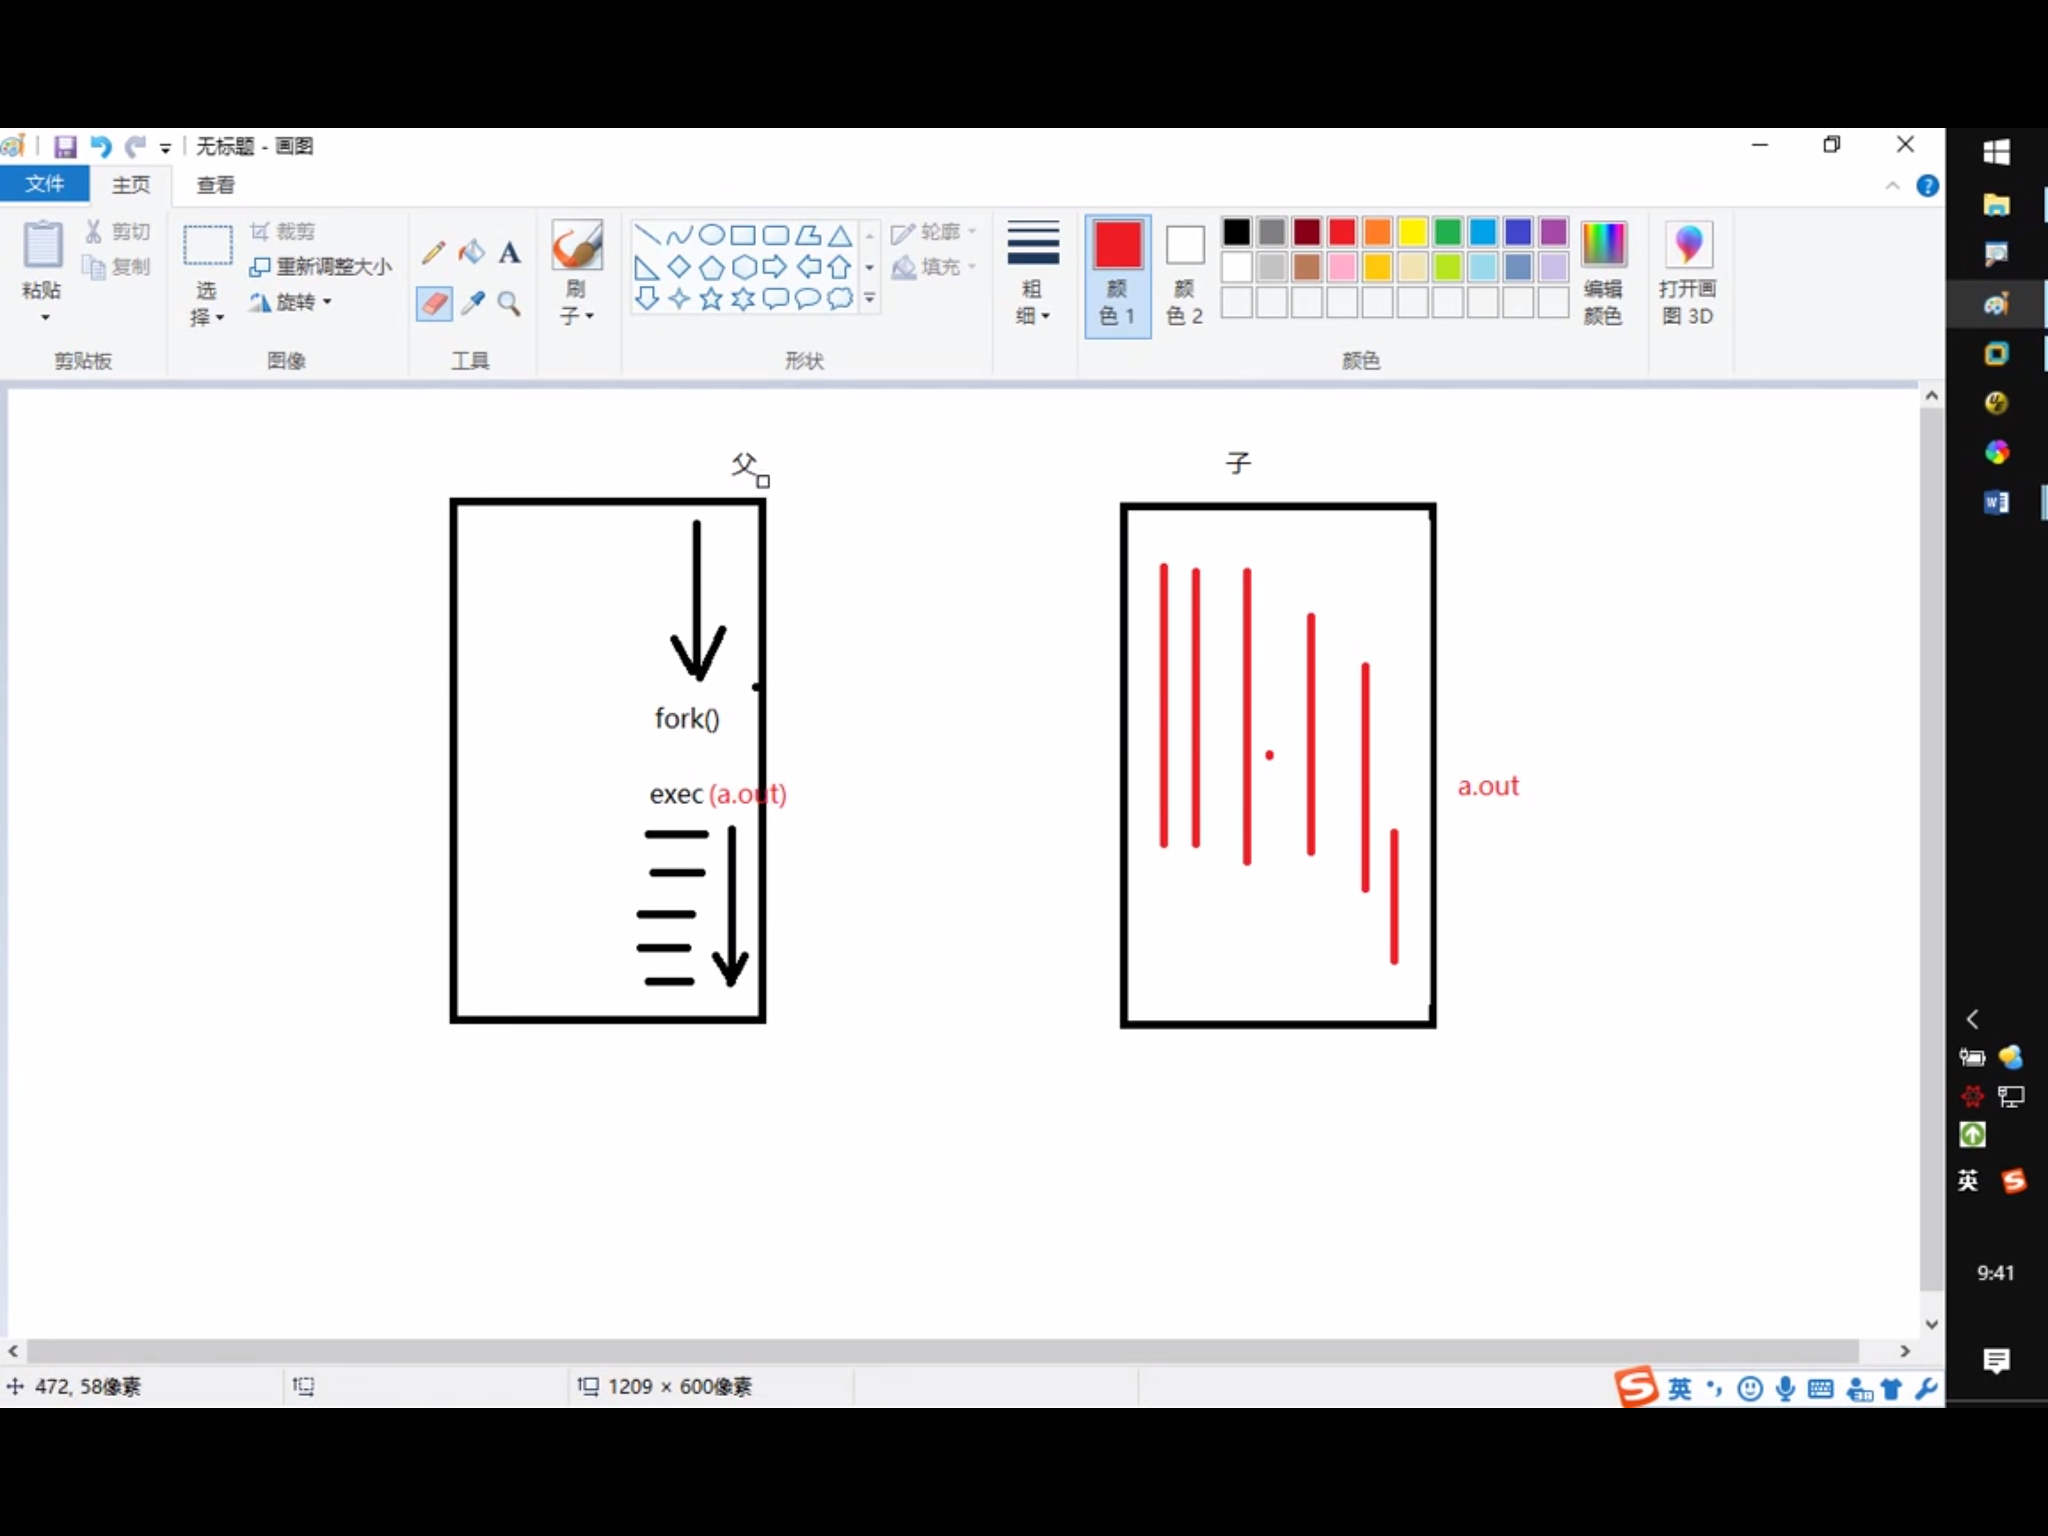 无标题 - 画图
文件 主页 查看
粘贴 剪切 复制
剪贴板
选择 裁剪 重新调整大小 旋转
图像
A
工具
刷子
形状
轮廓
填充
粗细
颜色 1
颜色 2
颜色
编辑颜色
打开画图 3D
父
子
fork()
exec (a.out)
a.out
472, 58像素
1209 × 600像素
英
英
9:41